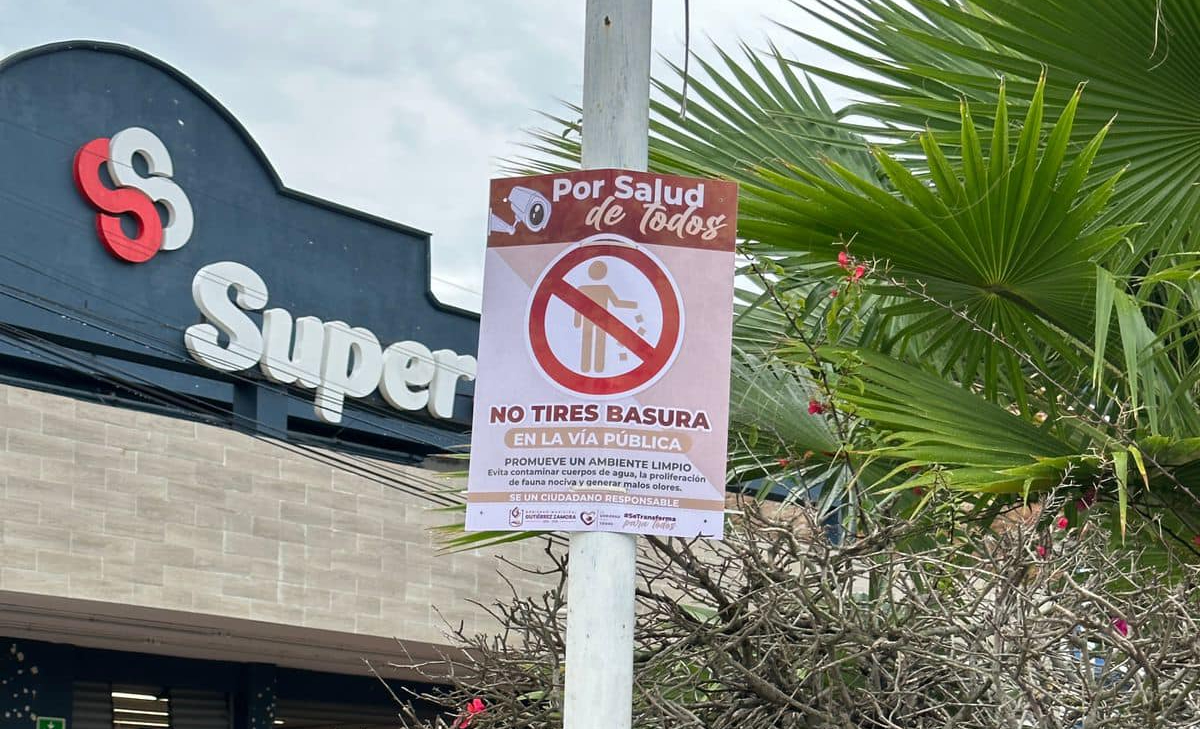 Super
Por Salud
de Todos
NO TIRES BASURA
EN LA VÍA PÚBLICA
PROMUEVE UN AMBIENTE LIMPIO
Evita contaminar cuerpos de agua, la proliferación
de fauna nociva y generar malos olores.
SE UN CIUDADANO RESPONSABLE
GUTIÉRREZ ZAMORA
#SeTransforma
para Todos